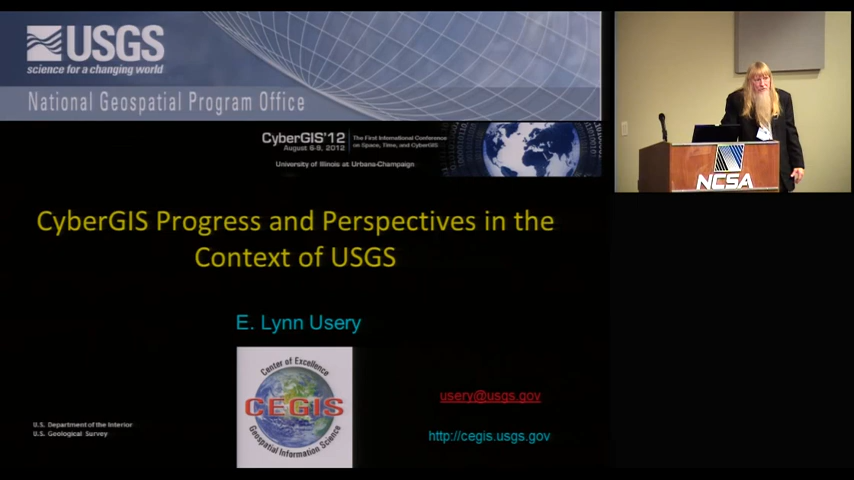 USGS
science for a changing world
National Geospatial Program Office
CyberGIS'12
August 6-9, 2012
The First International Conference
on Space, Time, and CyberGIS
University of Illinois at Urbana-Champaign
CyberGIS Progress and Perspectives in the
Context of USGS
E. Lynn Usery
Center of Excellence
CEGIS
Geospatial Information Science
usery@usgs.gov
http://cegis.usgs.gov
U.S. Department of the Interior
U.S. Geological Survey
NCSA